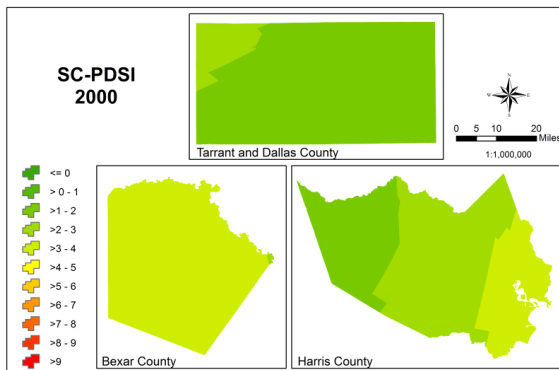 SC-PDSI
2000
Tarrant and Dallas County
N
W E
S
0 5 10 20
Miles
1:1,000,000
<= 0
> 0 - 1
>1 - 2
>2 - 3
>3 - 4
>4 - 5
>5 - 6
>6 - 7
>7 - 8
>8 - 9
>9
Bexar County
Harris County